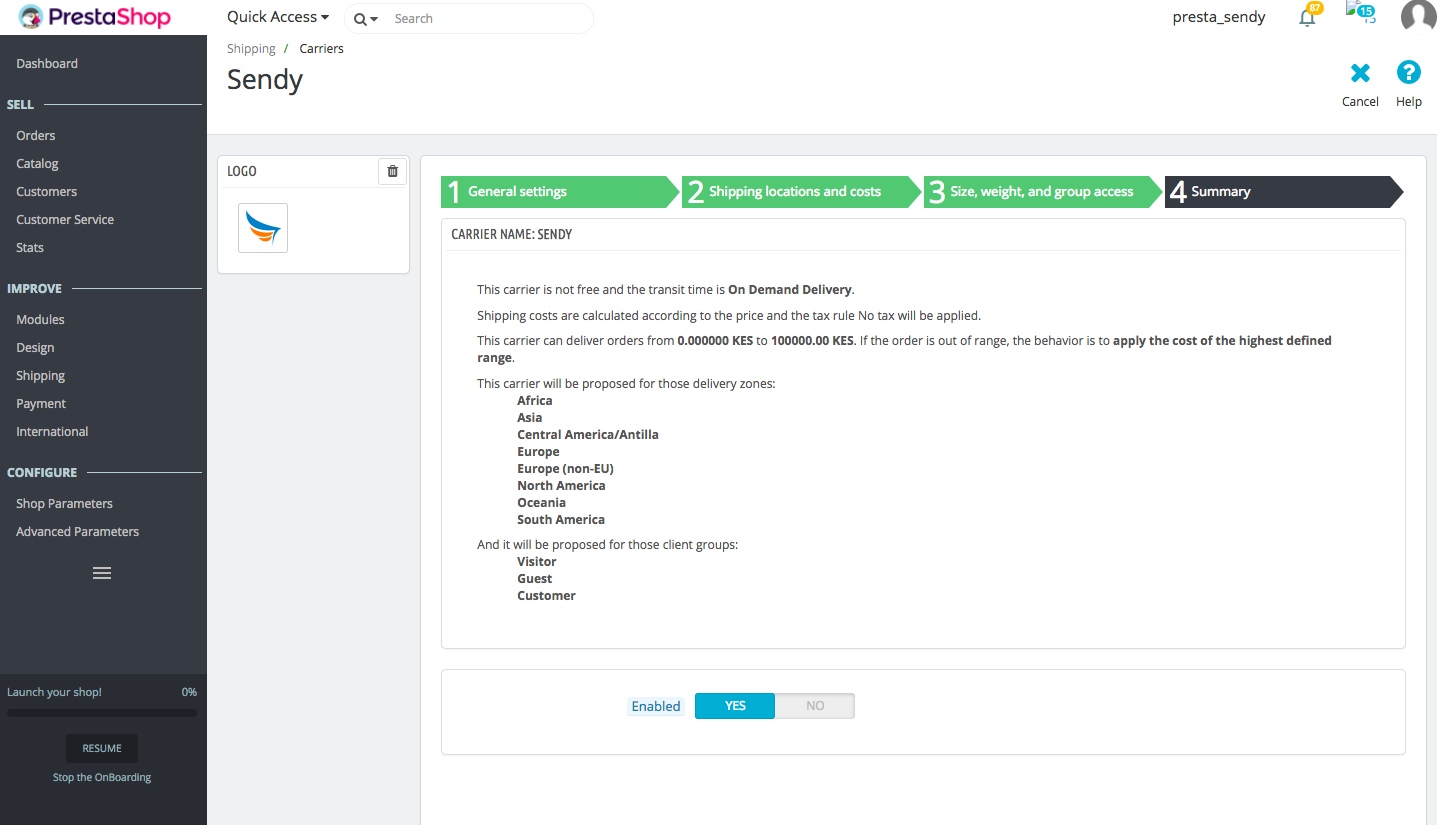 PrestaShop
Quick Access
Search
presta_sendy
87
15
Shipping / Carriers
Sendy
Cancel
Help
Dashboard
SELL
Orders
Catalog
Customers
Customer Service
Stats
IMPROVE
Modules
Design
Shipping
Payment
International
CONFIGURE
Shop Parameters
Advanced Parameters
Launch your shop! 0%
RESUME
Stop the OnBoarding
LOGO
1 General settings
2 Shipping locations and costs
3 Size, weight, and group access
4 Summary
CARRIER NAME: SENDY
This carrier is not free and the transit time is On Demand Delivery.
Shipping costs are calculated according to the price and the tax rule No tax will be applied.
This carrier can deliver orders from 0.000000 KES to 100000.00 KES. If the order is out of range, the behavior is to apply the cost of the highest defined
range.
This carrier will be proposed for those delivery zones:
Africa
Asia
Central America/Antilla
Europe
Europe (non-EU)
North America
Oceania
South America
And it will be proposed for those client groups:
Visitor
Guest
Customer
Enabled YES NO